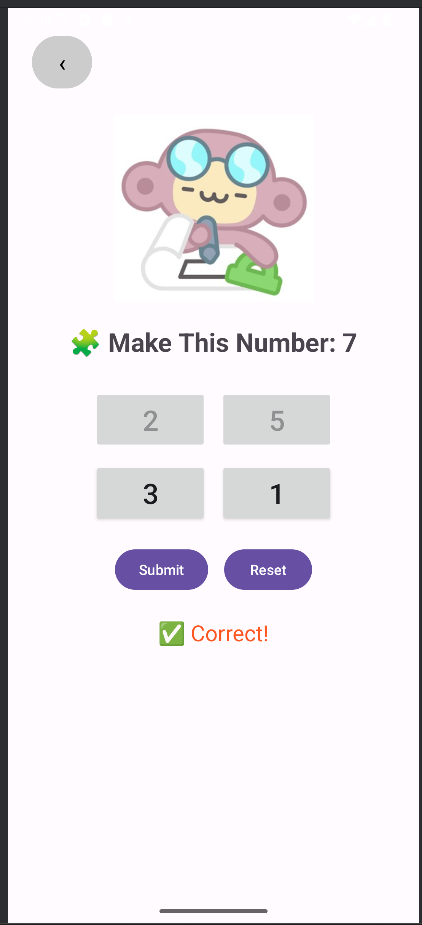 ‹
🧩 Make This Number: 7
2 5
3 1
Submit Reset
✅ Correct!